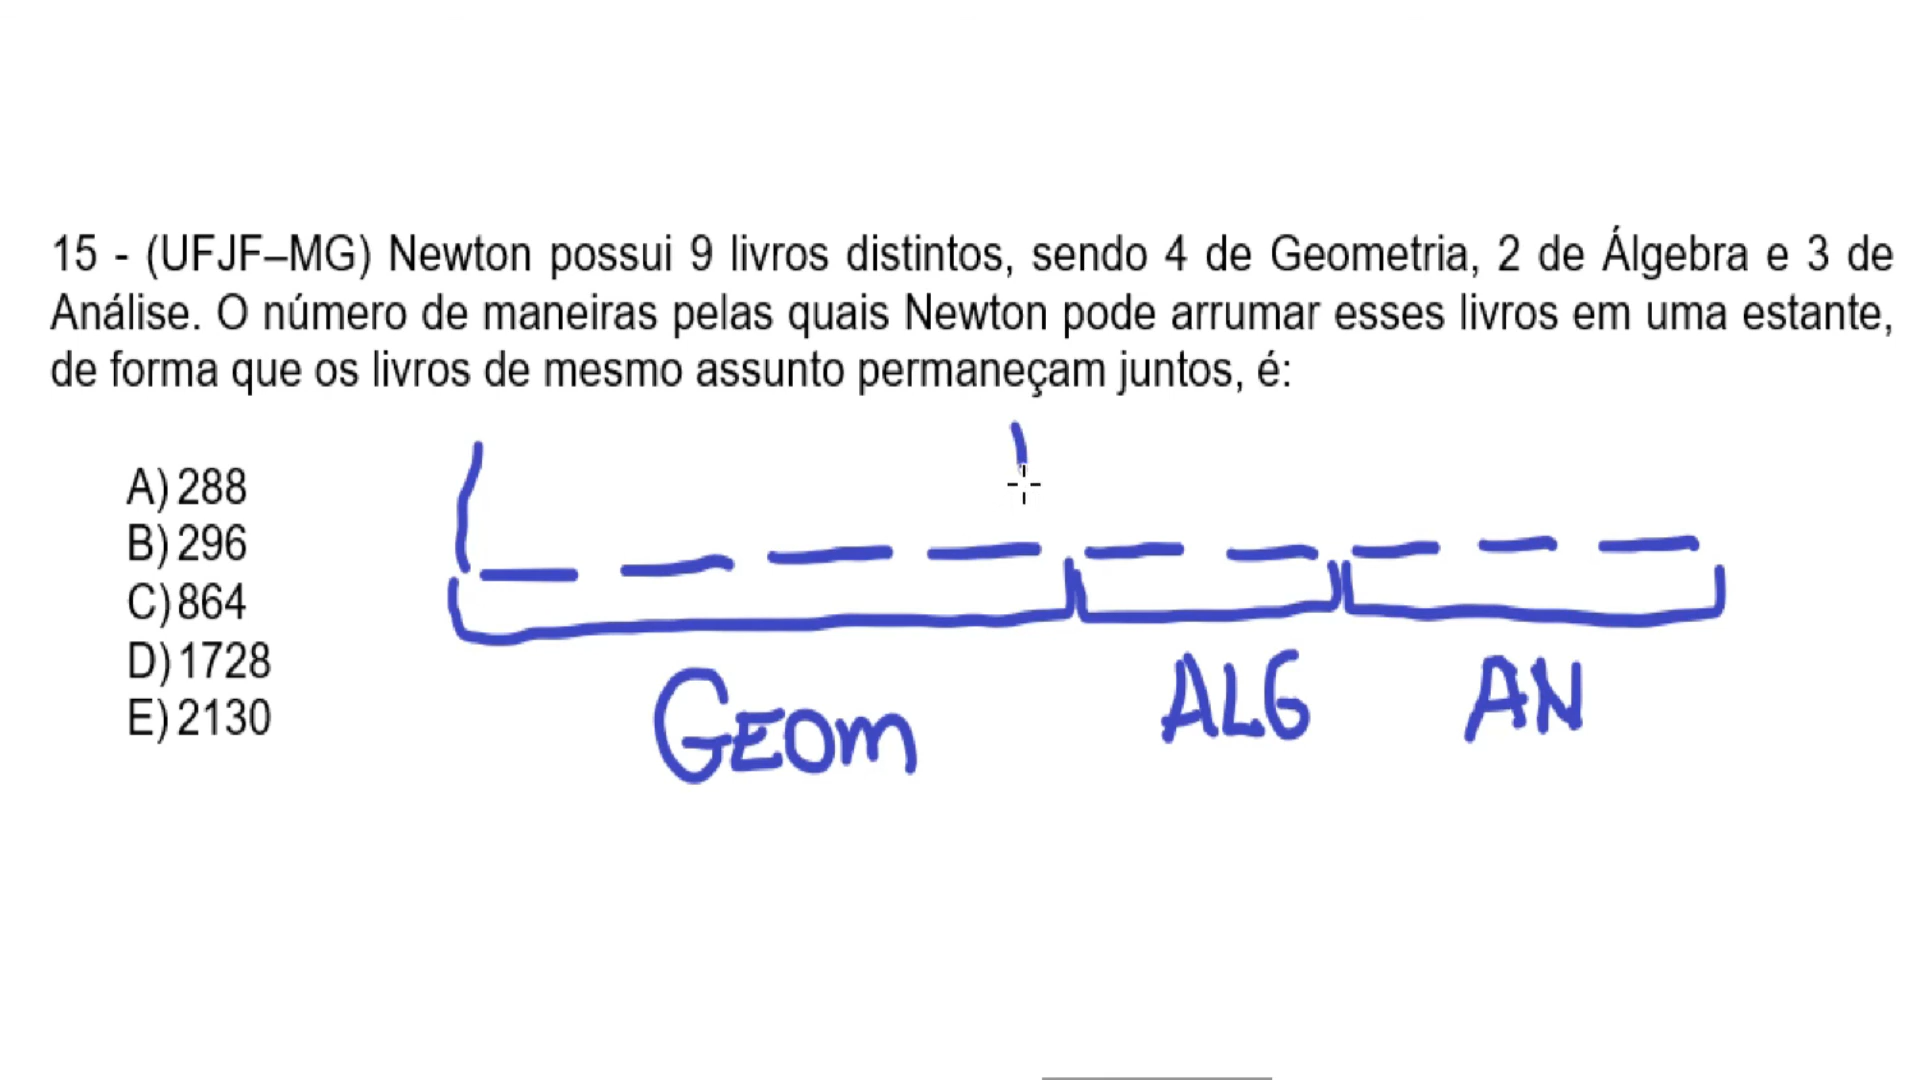 15 - (UFJF–MG) Newton possui 9 livros distintos, sendo 4 de Geometria, 2 de Álgebra e 3 de
Análise. O número de maneiras pelas quais Newton pode arrumar esses livros em uma estante,
de forma que os livros de mesmo assunto permaneçam juntos, é:
A) 288
B) 296
C) 864
D) 1728
E) 2130
GEOM ALG AN